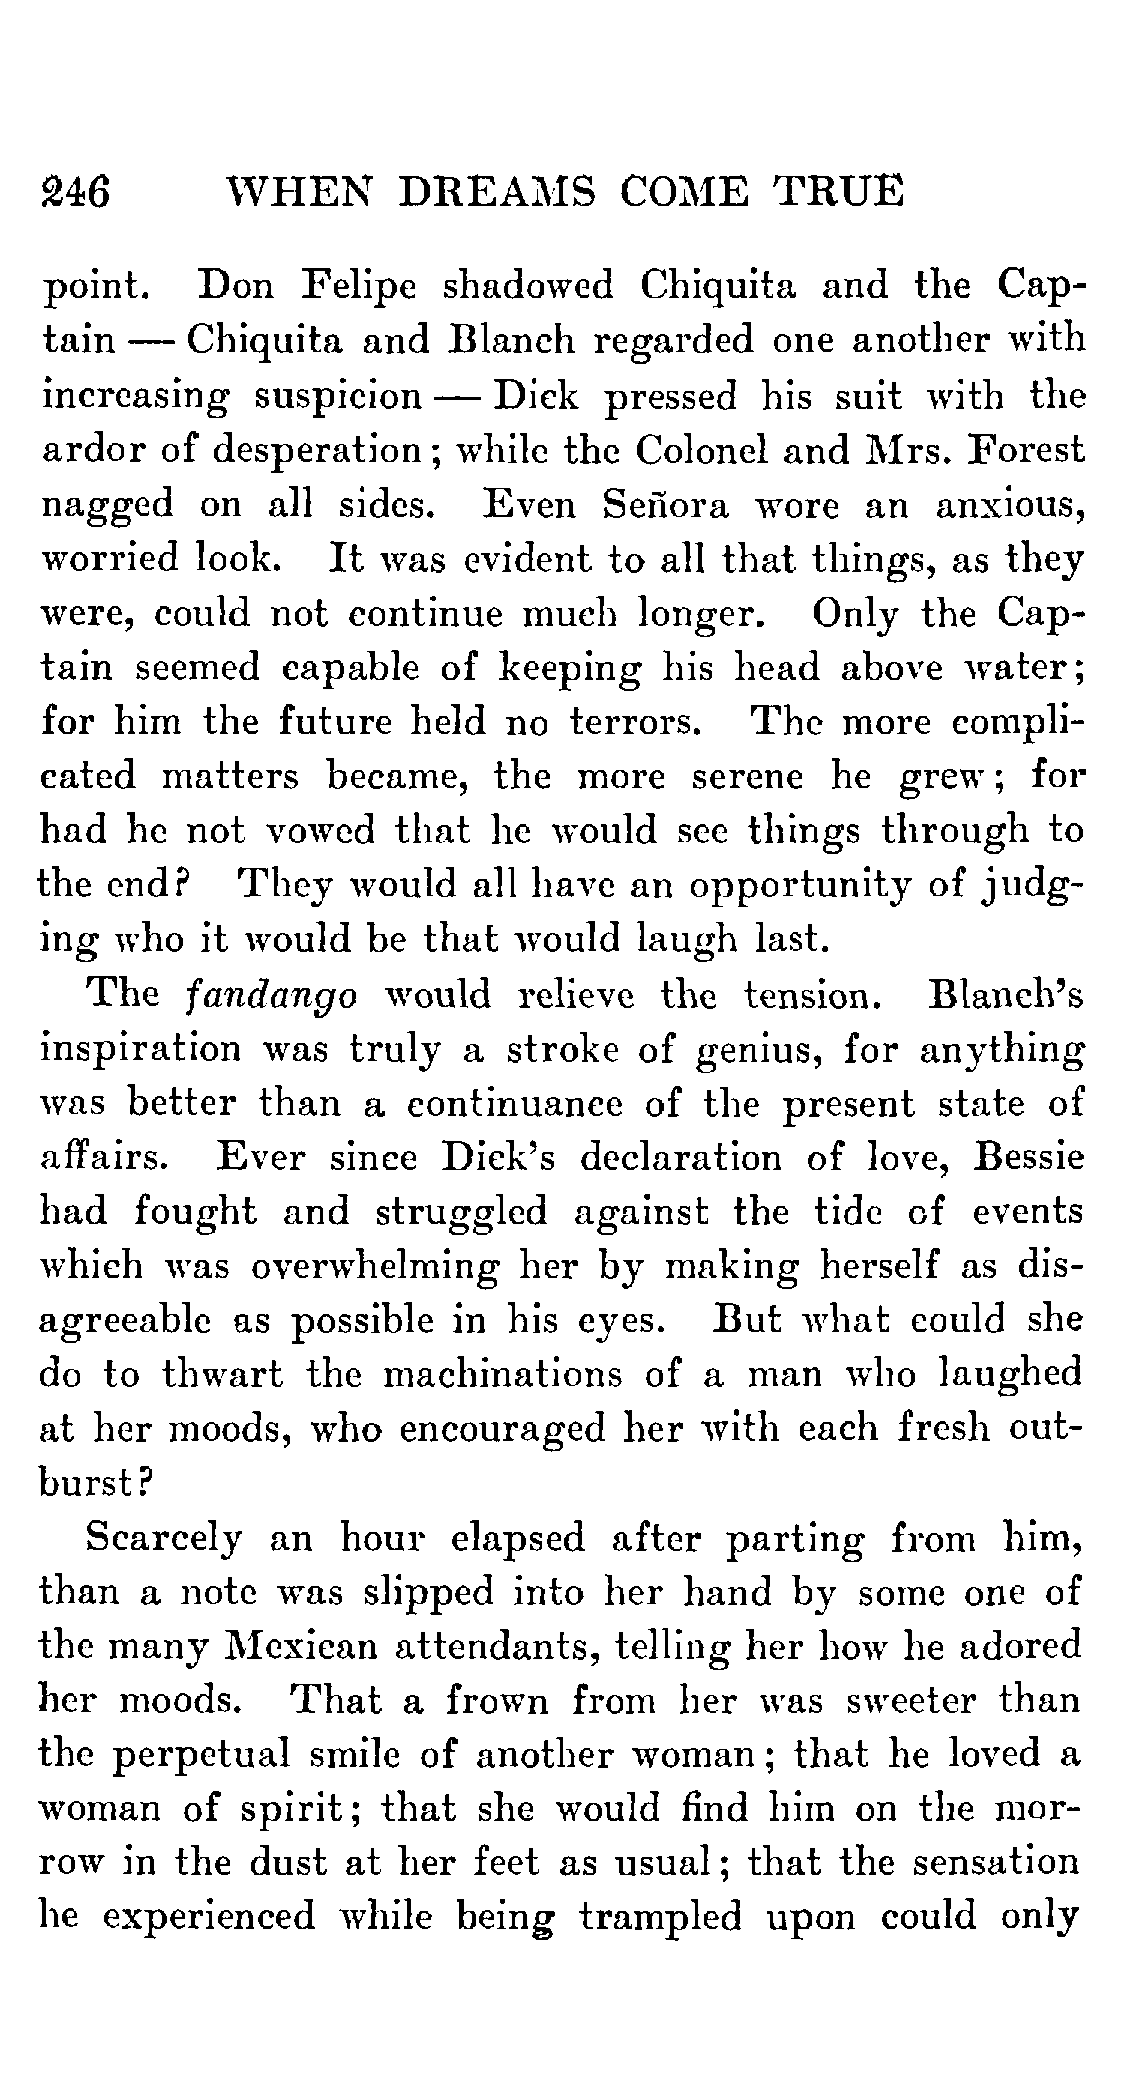 246 WHEN DREAMS COME TRUE
point. Don Felipe shadowed Chiquita and the Cap-
tain — Chiquita and Blanch regarded one another with
increasing suspicion — Dick pressed his suit with the
ardor of desperation; while the Colonel and Mrs. Forest
nagged on all sides. Even Señora wore an anxious,
worried look. It was evident to all that things, as they
were, could not continue much longer. Only the Cap-
tain seemed capable of keeping his head above water;
for him the future held no terrors. The more compli-
cated matters became, the more serene he grew; for
had he not vowed that he would see things through to
the end? They would all have an opportunity of judg-
ing who it would be that would laugh last.
The fandango would relieve the tension. Blanch's
inspiration was truly a stroke of genius, for anything
was better than a continuance of the present state of
affairs. Ever since Dick's declaration of love, Bessie
had fought and struggled against the tide of events
which was overwhelming her by making herself as dis-
agreeable as possible in his eyes. But what could she
do to thwart the machinations of a man who laughed
at her moods, who encouraged her with each fresh out-
burst?
Scarcely an hour elapsed after parting from him,
than a note was slipped into her hand by some one of
the many Mexican attendants, telling her how he adored
her moods. That a frown from her was sweeter than
the perpetual smile of another woman; that he loved a
woman of spirit; that she would find him on the mor-
row in the dust at her feet as usual; that the sensation
he experienced while being trampled upon could only